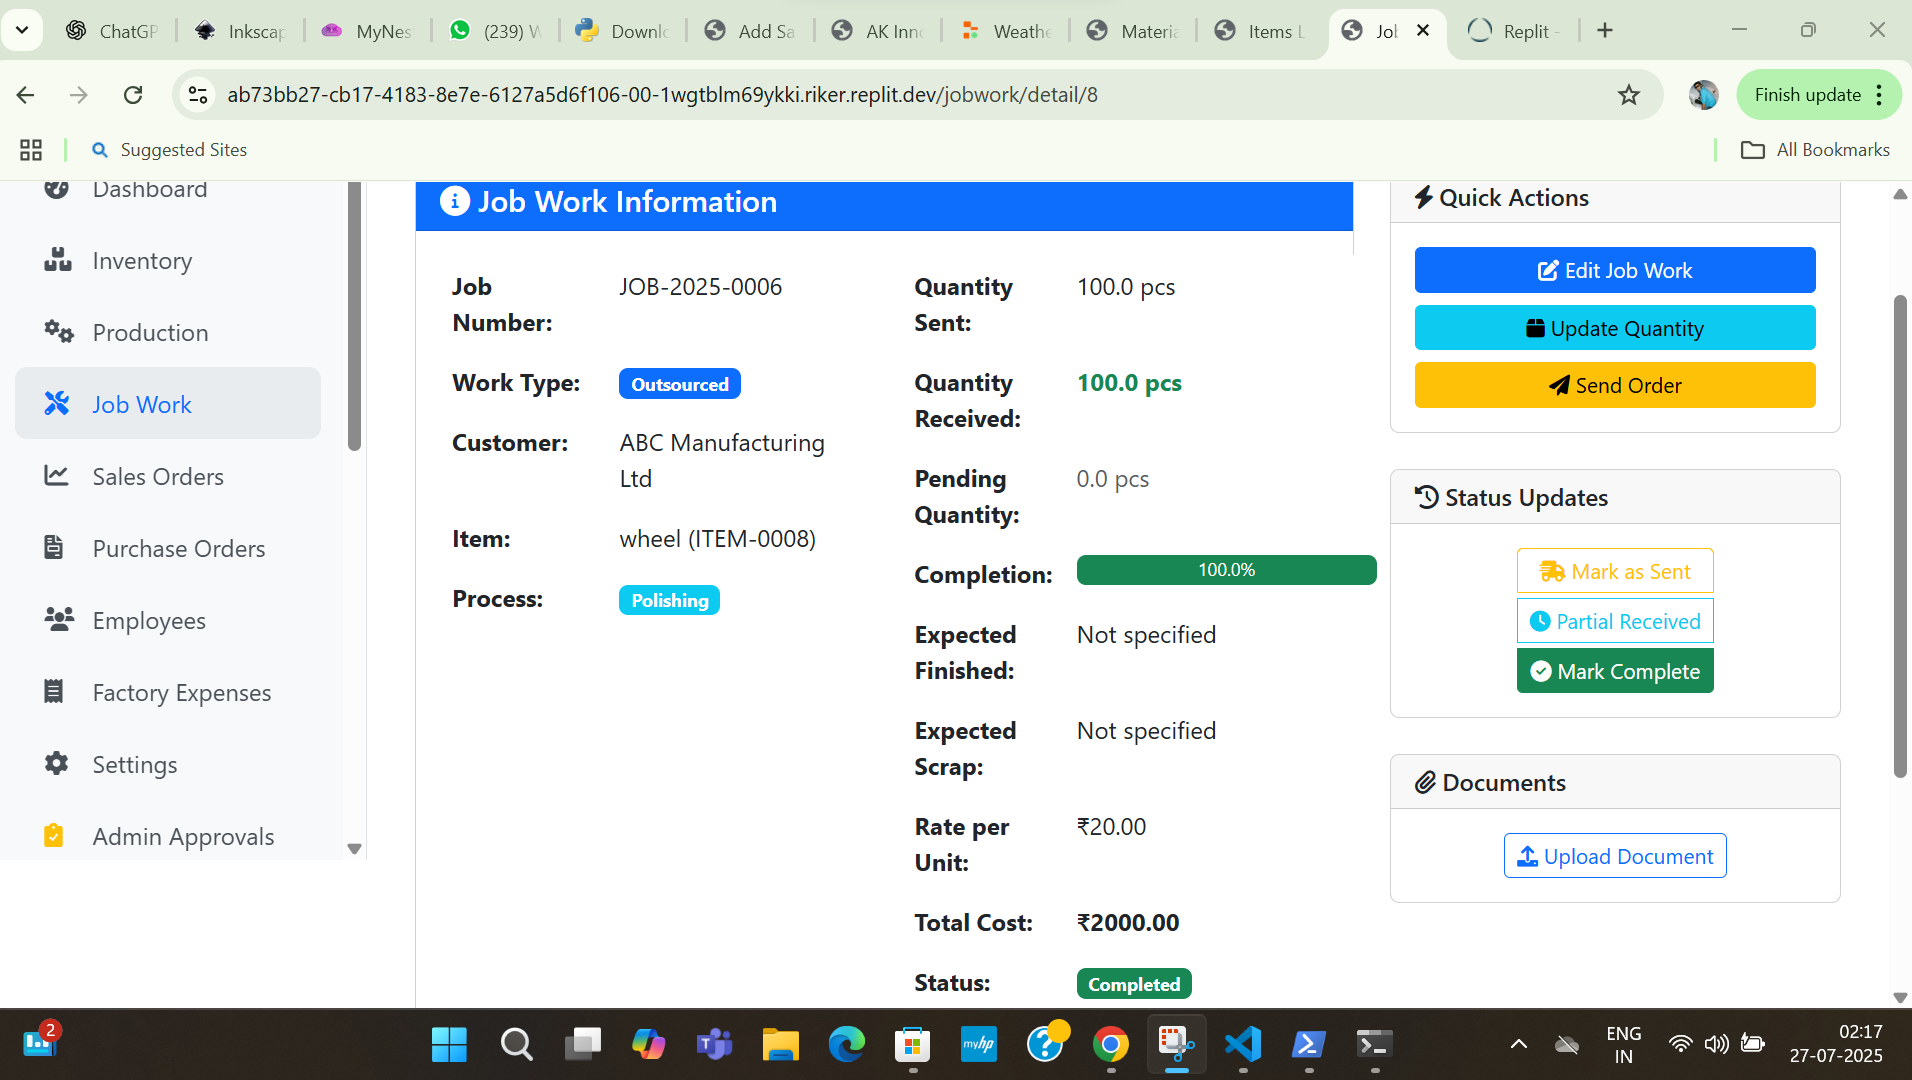 ChatGP
Inkscap
MyNes
(239) W
Downlo
Add Sa
AK Inno
Weathe
Materia
Items L
Job
Replit -
ab73bb27-cb17-4183-8e7e-6127a5d6f106-00-1wgtblm69ykki.riker.replit.dev/jobwork/detail/8
Finish update
Suggested Sites
All Bookmarks
Dashboard
Inventory
Production
Job Work
Sales Orders
Purchase Orders
Employees
Factory Expenses
Settings
Admin Approvals
Job Work Information
Job Number: JOB-2025-0006
Work Type: Outsourced
Customer: ABC Manufacturing Ltd
Item: wheel (ITEM-0008)
Process: Polishing
Quantity Sent: 100.0 pcs
Quantity Received: 100.0 pcs
Pending Quantity: 0.0 pcs
Completion: 100.0%
Expected Finished: Not specified
Expected Scrap: Not specified
Rate per Unit: ₹20.00
Total Cost: ₹2000.00
Status: Completed
Quick Actions
Edit Job Work
Update Quantity
Send Order
Status Updates
Mark as Sent
Partial Received
Mark Complete
Documents
Upload Document
2
myhp
ENG
IN
02:17
27-07-2025